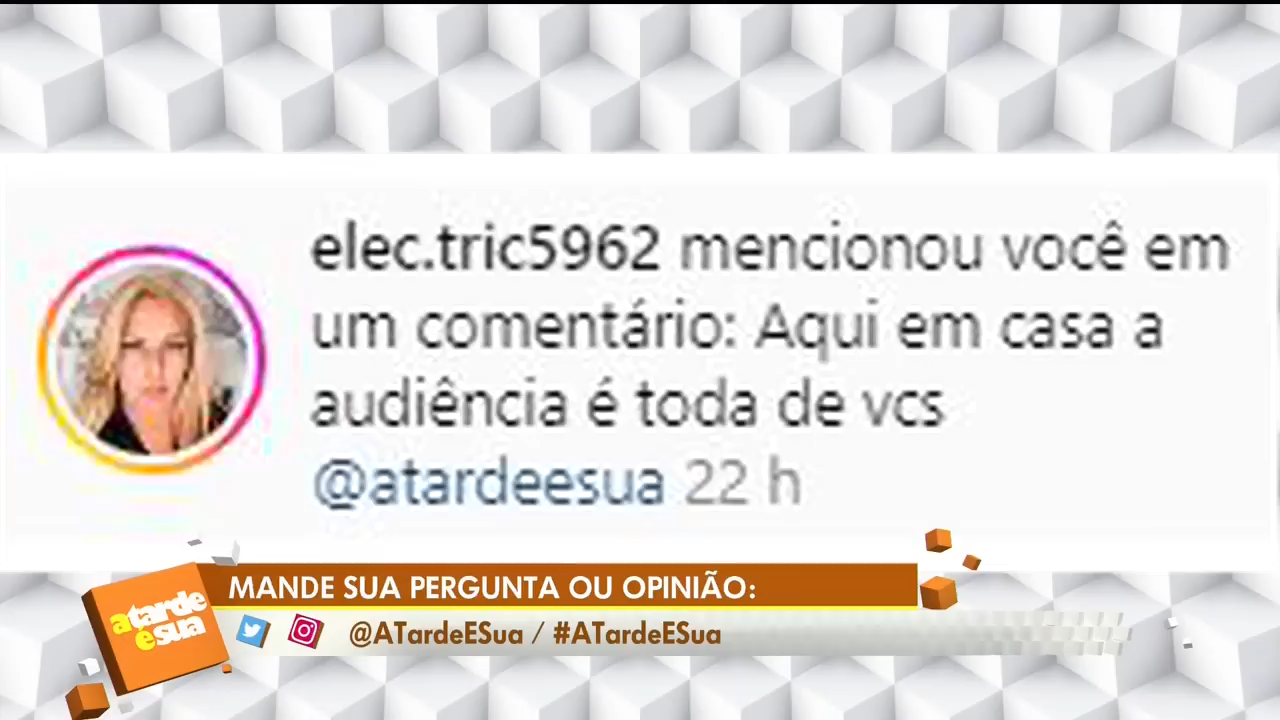 elec.tric5962 mencionou você em
um comentário: Aqui em casa a
audiência é toda de vcs
@atardeesua 22 h
MANDE SUA PERGUNTA OU OPINIÃO:
a tarde
é sua
@ATardeESua / #ATardeESua